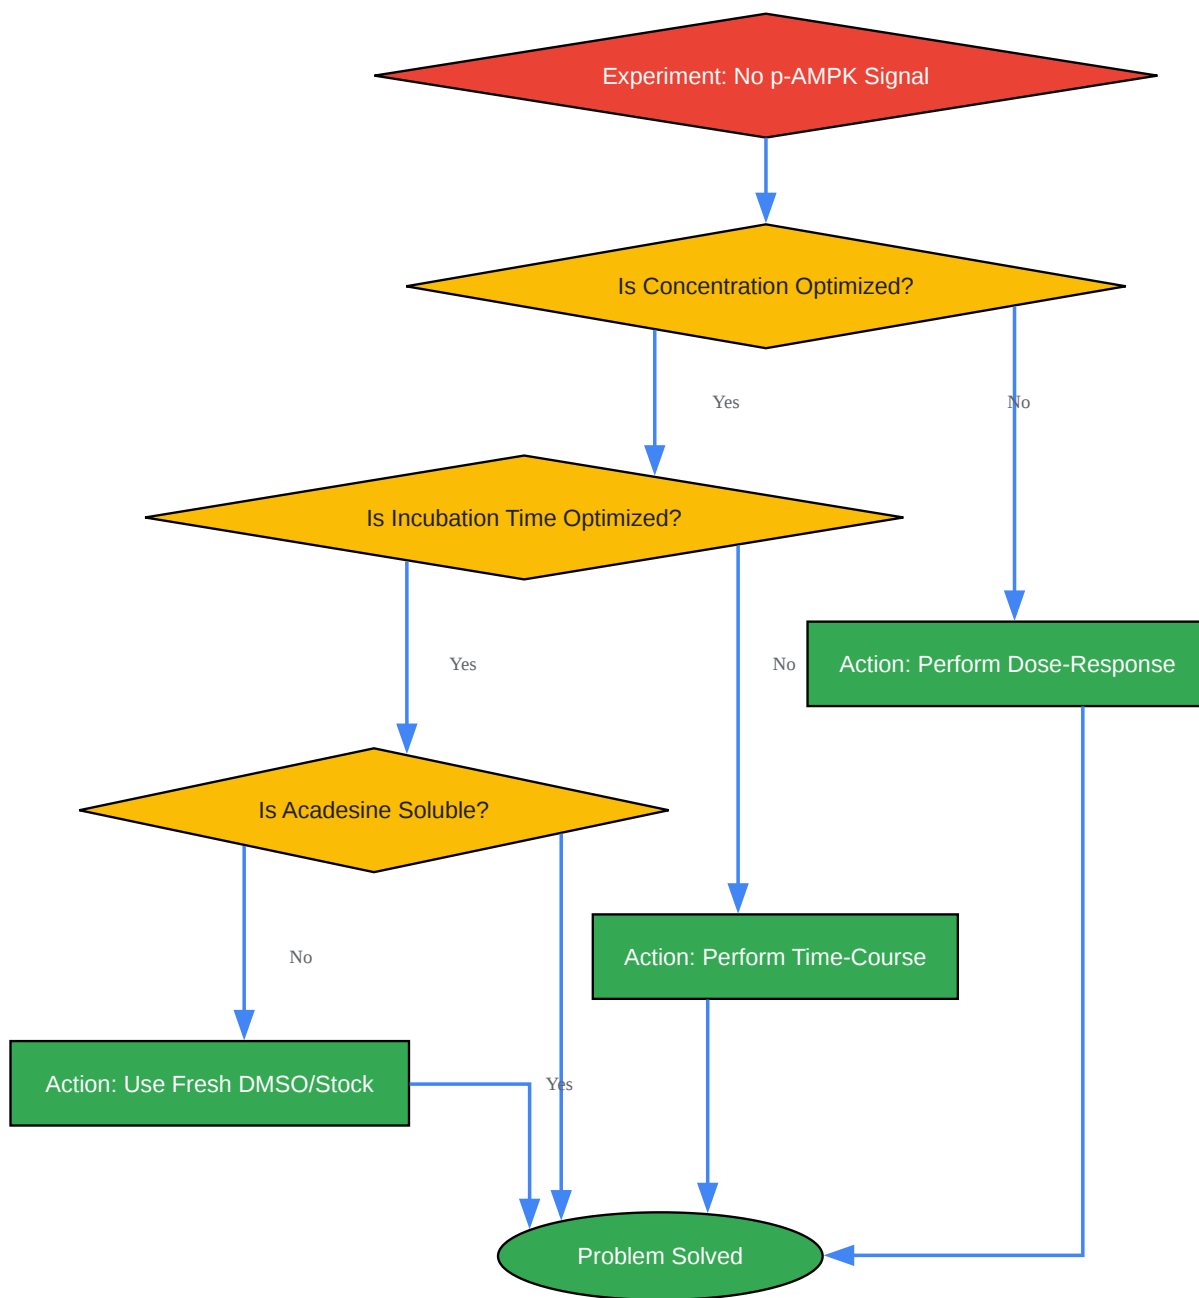 Experiment: No p-AMPK Signal
Is Concentration Optimized?
Yes
No
Is Incubation Time Optimized?
Yes
No
Action: Perform Dose-Response
Is Acadesine Soluble?
No
Action: Perform Time-Course
Action: Use Fresh DMSO/Stock
Yes
Problem Solved